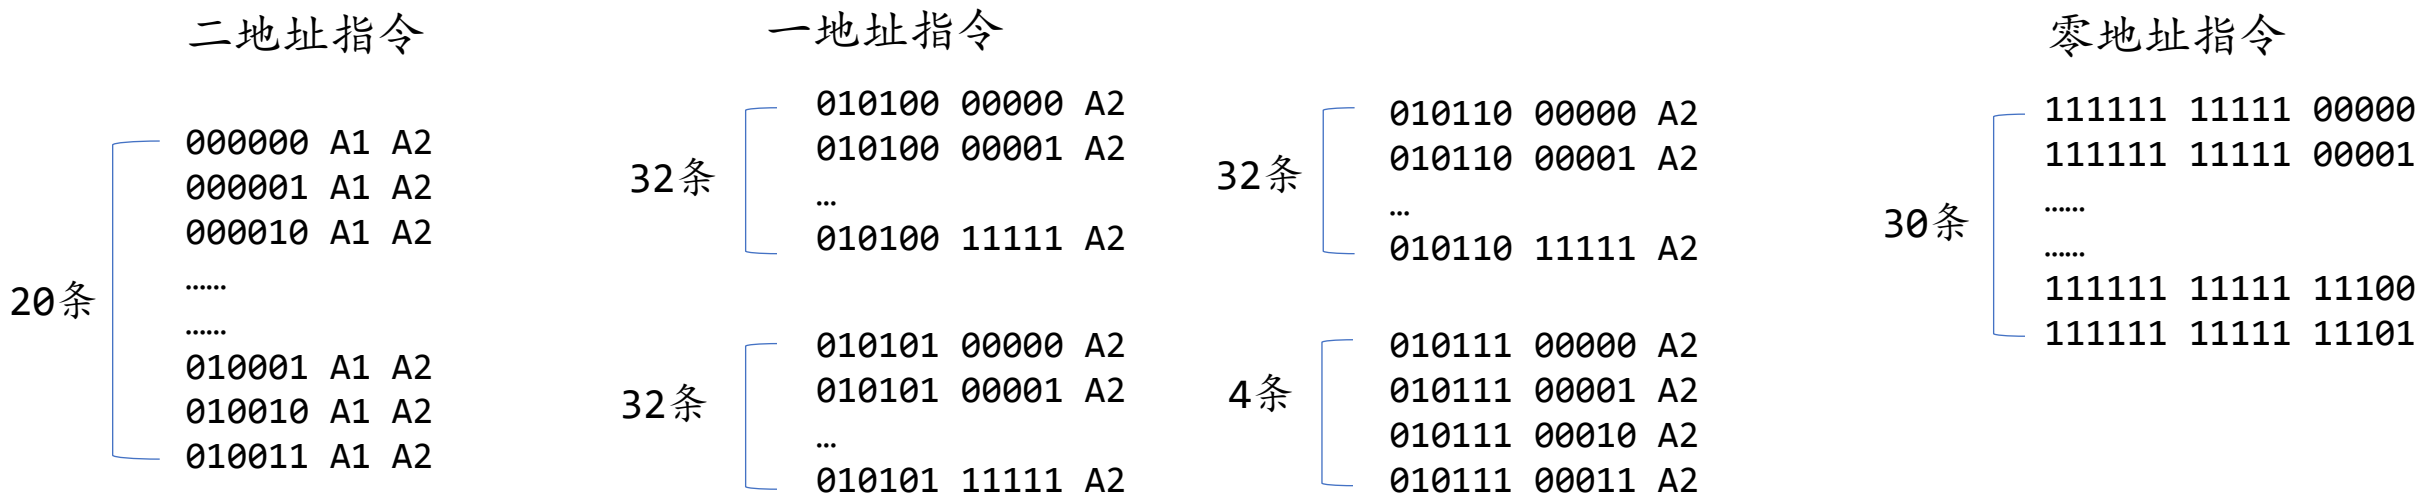 二地址指令
20条
000000 A1 A2
000001 A1 A2
000010 A1 A2
……
……
010001 A1 A2
010010 A1 A2
010011 A1 A2
一地址指令
32条
010100 00000 A2
010100 00001 A2
…
010100 11111 A2
32条
010101 00000 A2
010101 00001 A2
…
010101 11111 A2
32条
010110 00000 A2
010110 00001 A2
…
010110 11111 A2
4条
010111 00000 A2
010111 00001 A2
010111 00010 A2
010111 00011 A2
零地址指令
30条
111111 11111 00000
111111 11111 00001
……
……
111111 11111 11100
111111 11111 11101